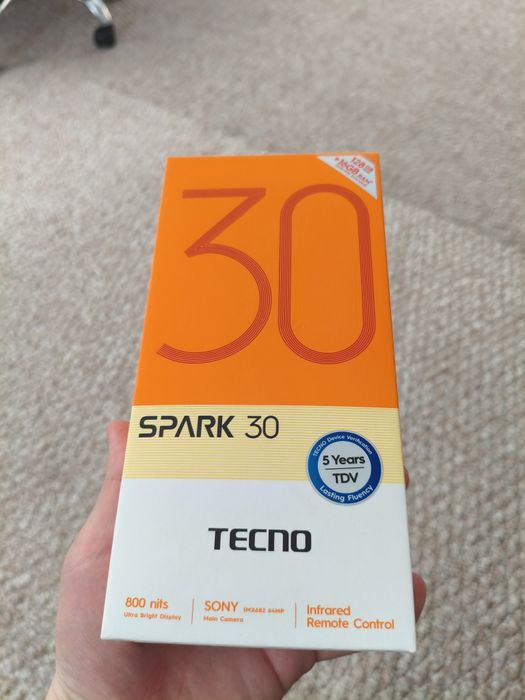 128GB
+16GB RAM*
30
SPARK 30
TECNO Device Verification
5 Years
TDV
Lasting Fluency
TECNO
800 nits
Ultra Bright Display
SONY IMX682 64MP
Main Camera
Infrared
Remote Control